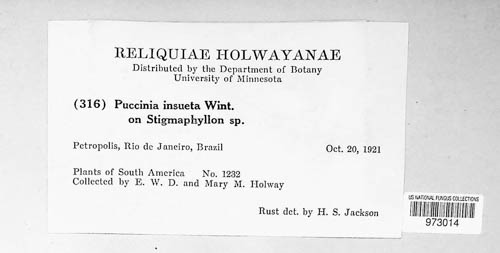 RELIQUIAE HOLWAYANAE
Distributed by the Department of Botany
University of Minnesota
(316) Puccinia insueta Wint.
on Stigmaphyllon sp.
Petropolis, Rio de Janeiro, Brazil Oct. 20, 1921
Plants of South America No. 1232
Collected by E. W. D. and Mary M. Holway
Rust det. by H. S. Jackson
US NATIONAL FUNGUS COLLECTIONS
973014